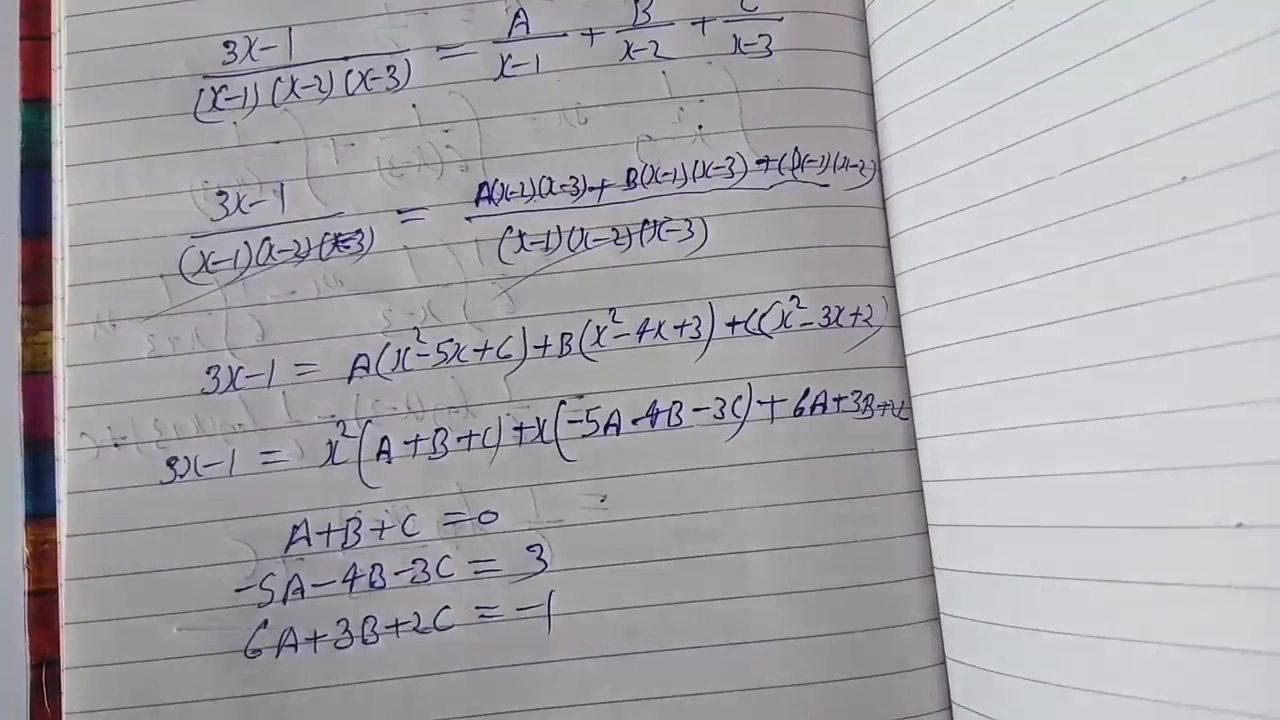 (3x-1)/((x-1)(x-2)(x-3)) = A/(x-1) + B/(x-2) + C/(x-3)
(3x-1)/((x-1)(x-2)(x-3)) = (A(x-2)(x-3) + B(x-1)(x-3) + C(x-1)(x-2))/((x-1)(x-2)(x-3))
3x-1 = A(x²-5x+6) + B(x²-4x+3) + C(x²-3x+2)
3x-1 = x²(A+B+C) + x(-5A-4B-3C) + 6A+3B+2C
A+B+C = 0
-5A-4B-3C = 3
6A+3B+2C = -1